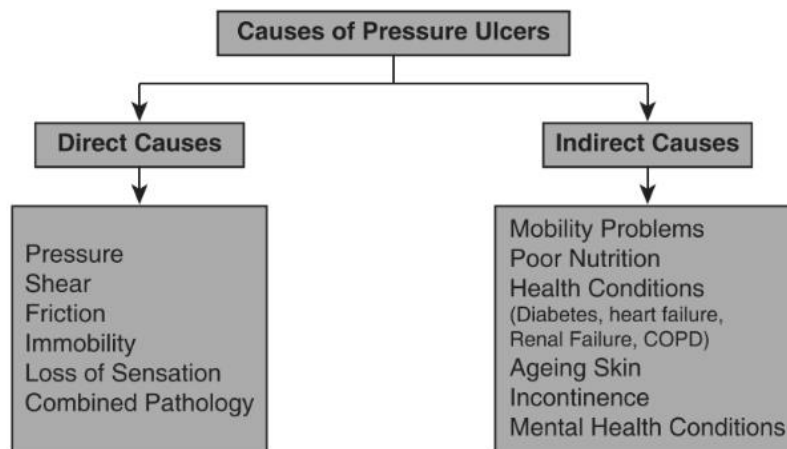 Causes of Pressure Ulcers
Direct Causes
Pressure
Shear
Friction
Immobility
Loss of Sensation
Combined Pathology
Indirect Causes
Mobility Problems
Poor Nutrition
Health Conditions
(Diabetes, heart failure,
Renal Failure, COPD)
Ageing Skin
Incontinence
Mental Health Conditions